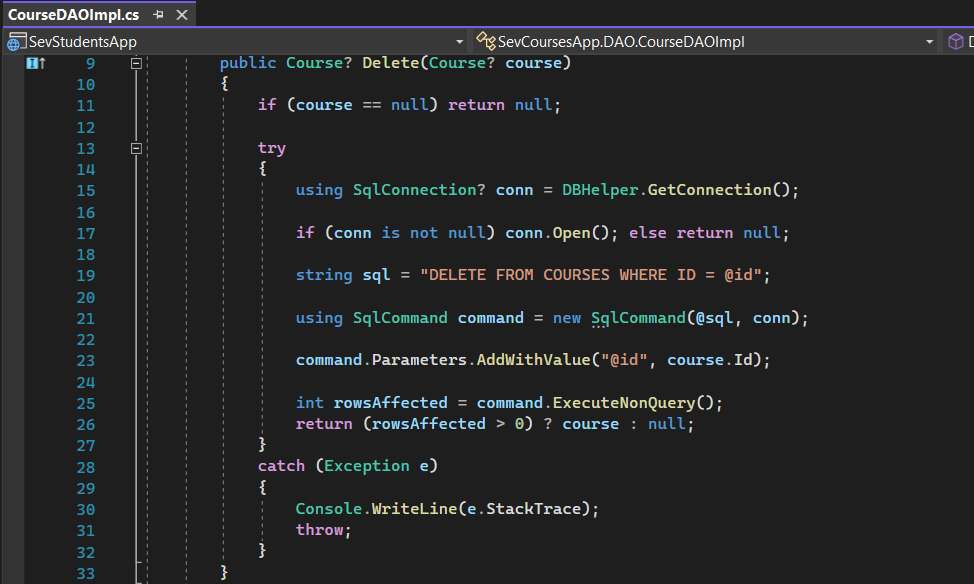 CourseDAOImpl.cs
SevStudentsApp SevCoursesApp.DAO.CourseDAOImpl
9 public Course? Delete(Course? course)
10 {
11 if (course == null) return null;
12
13 try
14 {
15 using SqlConnection? conn = DBHelper.GetConnection();
16
17 if (conn is not null) conn.Open(); else return null;
18
19 string sql = "DELETE FROM COURSES WHERE ID = @id";
20
21 using SqlCommand command = new SqlCommand(@sql, conn);
22
23 command.Parameters.AddWithValue("@id", course.Id);
24
25 int rowsAffected = command.ExecuteNonQuery();
26 return (rowsAffected > 0) ? course : null;
27 }
28 catch (Exception e)
29 {
30 Console.WriteLine(e.StackTrace);
31 throw;
32 }
33 }